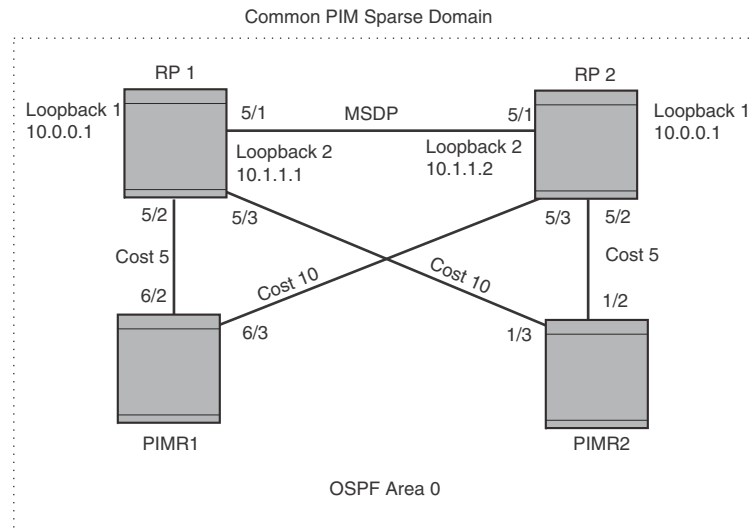 Common PIM Sparse Domain
RP 1
RP 2
Loopback 1
10.0.0.1
5/1
MSDP
5/1
Loopback 1
10.0.0.1
Loopback 2
10.1.1.1
Loopback 2
10.1.1.2
5/2
5/3
5/3
5/2
Cost 5
Cost 10
Cost 10
Cost 5
6/2
6/3
1/3
1/2
PIMR1
PIMR2
OSPF Area 0